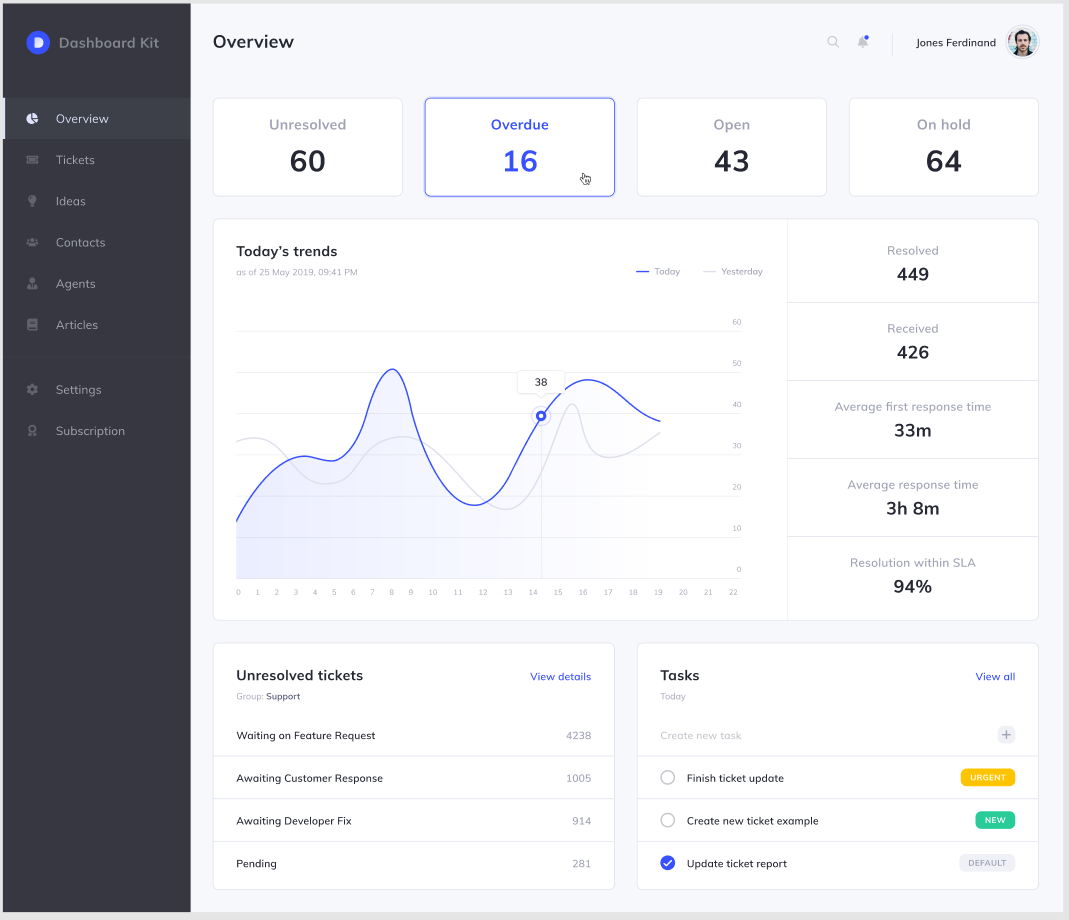 Dashboard Kit
Overview
Tickets
Ideas
Contacts
Agents
Articles
Settings
Subscription
Overview
Jones Ferdinand
Unresolved
60
Overdue
16
Open
43
On hold
64
Today’s trends
as of 25 May 2019, 09:41 PM
Today
Yesterday
60
50
40
30
20
10
0
38
0 1 2 3 4 5 6 7 8 9 10 11 12 13 14 15 16 17 18 19 20 21 22
Resolved
449
Received
426
Average first response time
33m
Average response time
3h 8m
Resolution within SLA
94%
Unresolved tickets
View details
Group: Support
Waiting on Feature Request 4238
Awaiting Customer Response 1005
Awaiting Developer Fix 914
Pending 281
Tasks
View all
Today
Create new task
Finish ticket update URGENT
Create new ticket example NEW
Update ticket report DEFAULT